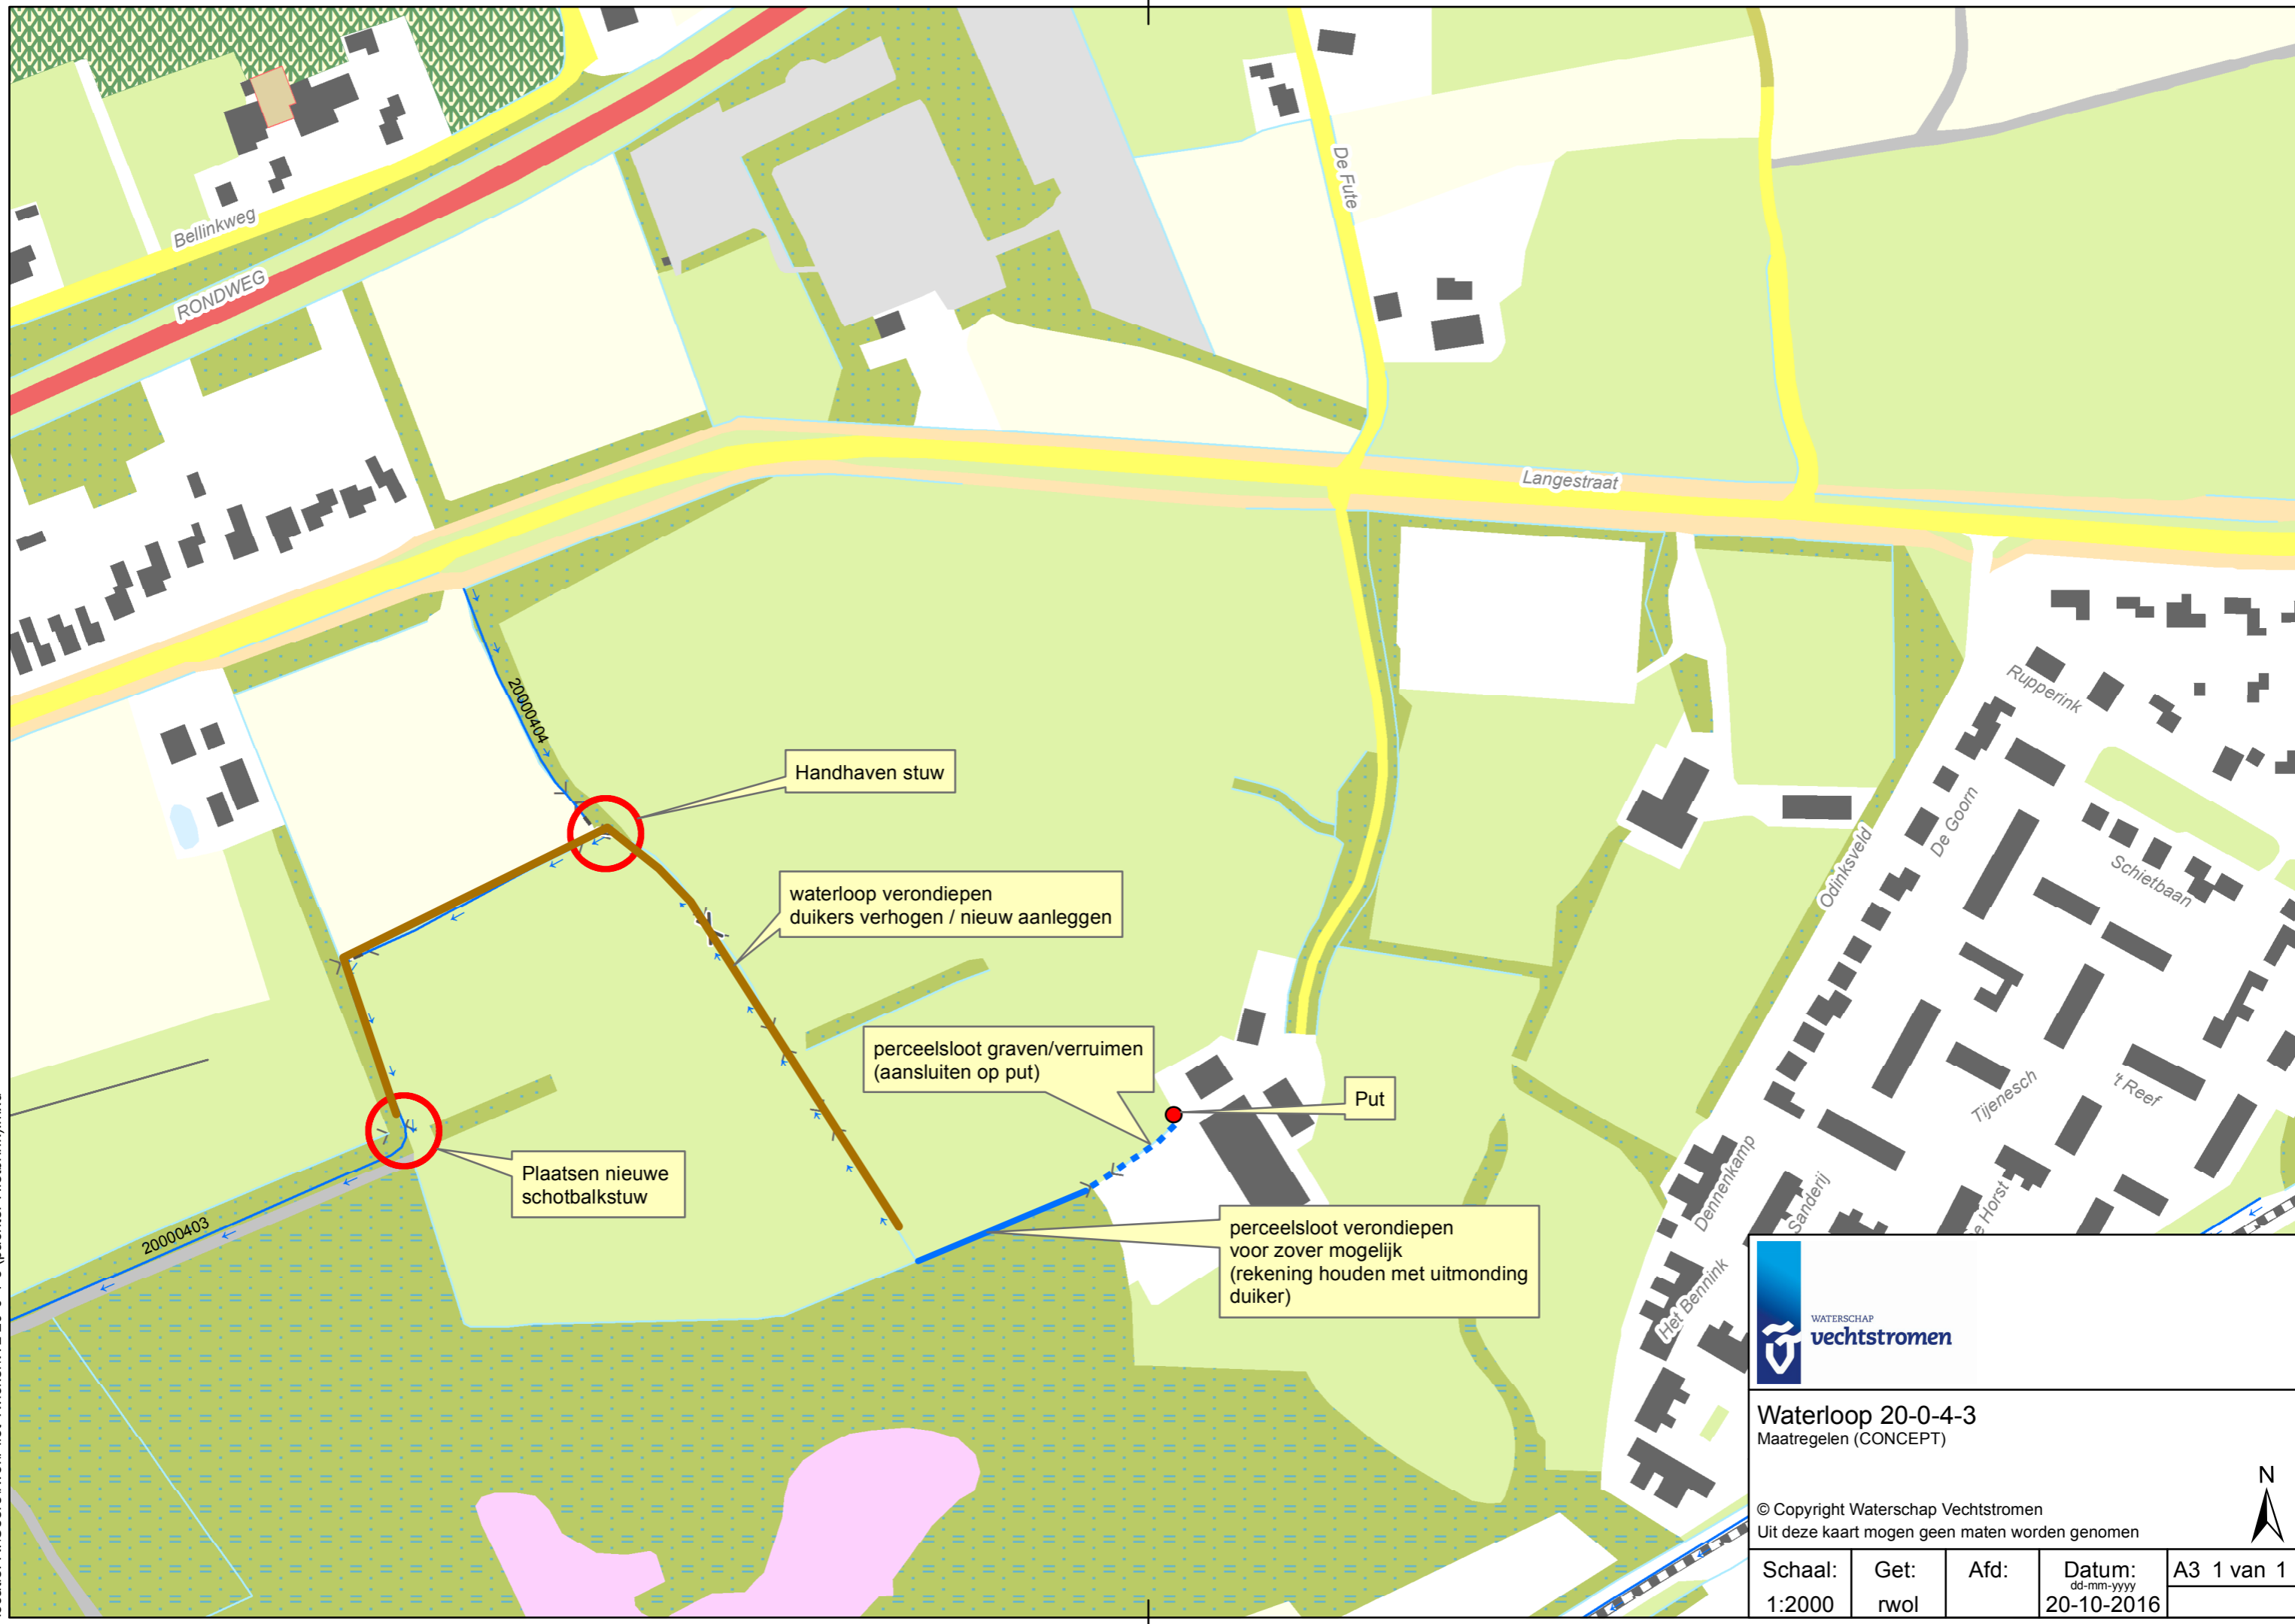 Bellinkweg
RONDWEG
De Fute
Langestraat
20000404
Handhaven stuw
waterloop verondiepen
duikers verhogen / nieuw aanleggen
perceelsloot graven/verruimen
(aansluiten op put)
Put
Plaatsen nieuwe
schotbalkstuw
20000403
perceelsloot verondiepen
voor zover mogelijk
(rekening houden met uitmonding
duiker)
Rupperink
De Goorn
Schietbaan
Odinksveld
Tijenesch
't Reef
Dennenkamp
Sanderij
Horst
Het Bennink
WATERSCHAP
vechtstromen
Waterloop 20-0-4-3
Maatregelen (CONCEPT)
N
© Copyright Waterschap Vechtstromen
Uit deze kaart mogen geen maten worden genomen
Schaal:
1:2000
Get:
rwol
Afd:
Datum:
dd-mm-yyyy
20-10-2016
A3 1 van 1